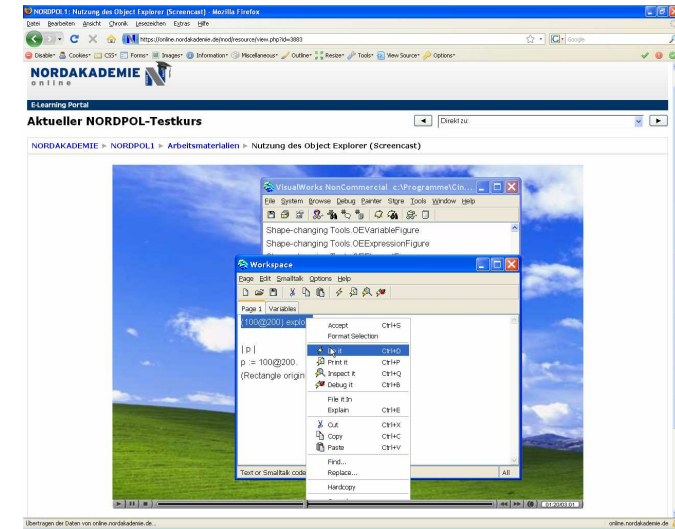 NORDPOL1: Nutzung des Object Explorer (Screencast) - Mozilla Firefox
Datei Bearbeiten Ansicht Chronik Lesezeichen Extras Hilfe
https://online.nordakademie.de/mod/resource/view.php?id=3883
Google
Disable Cookies CSS Forms Images Information Miscellaneous Outline Resize Tools View Source Options
NORDAKADEMIE
online
E-Learning Portal
Aktueller NORDPOL-Testkurs
Direkt zu:
NORDAKADEMIE NORDPOL1 Arbeitsmaterialien Nutzung des Object Explorer (Screencast)
VisualWorks NonCommercial c:\Programme\Cin...
File System Browse Debug Painter Store Tools Window Help
Shape-changing Tools.OEVariableFigure
Shape-changing Tools.OEExpressionFigure
Workspace
Page Edit Smalltalk Options Help
Page 1 Variables
(100@200) explo
| p |
p := 100@200.
(Rectangle origin
Accept Ctrl+S
Format Selection
Do it Ctrl+D
Print it Ctrl+P
Inspect it Ctrl+Q
Debug it Ctrl+B
File it In
Explain Ctrl+E
Cut Ctrl+X
Copy Ctrl+C
Paste Ctrl+V
Find...
Replace...
Hardcopy
Text or Smalltalk code
All
01:20/03:01
Übertragen der Daten von online.nordakademie.de...
online.nordakademie.de